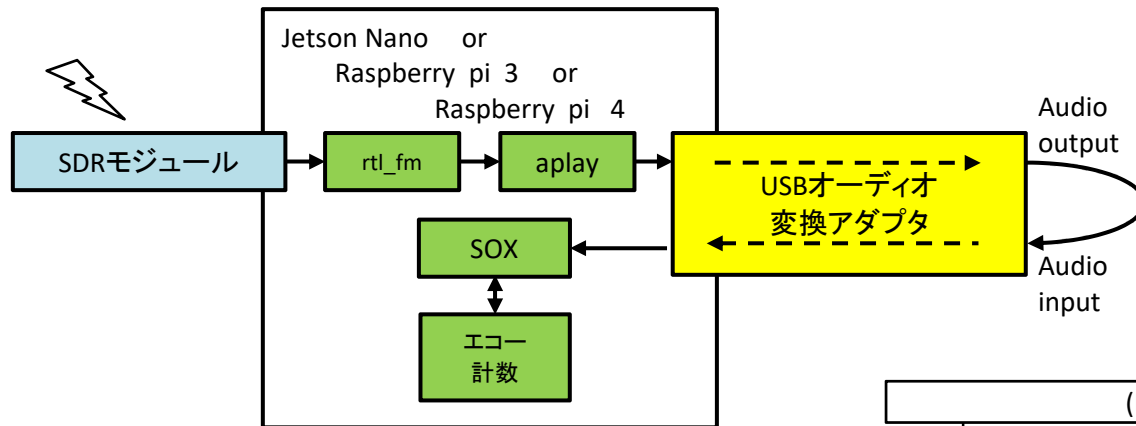 Jetson Nano or
Raspberry pi 3 or
Raspberry pi 4
SDRモジュール
rtl_fm
aplay
USBオーディオ
変換アダプタ
Audio
output
SOX
Audio
input
エコー
計数
(